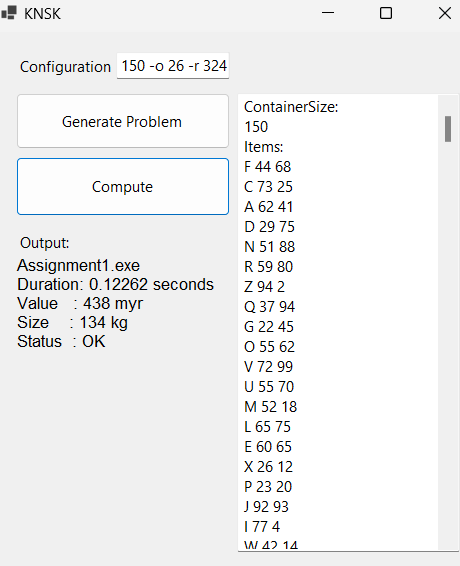 KNSK
Configuration 150 -o 26 -r 324
Generate Problem
Compute
Output:
Assignment1.exe
Duration: 0.12262 seconds
Value : 438 myr
Size : 134 kg
Status : OK
ContainerSize:
150
Items:
F 44 68
C 73 25
A 62 41
D 29 75
N 51 88
R 59 80
Z 94 2
Q 37 94
G 22 45
O 55 62
V 72 99
U 55 70
M 52 18
L 65 75
E 60 65
X 26 12
P 23 20
J 92 93
I 77 4
W 42 14